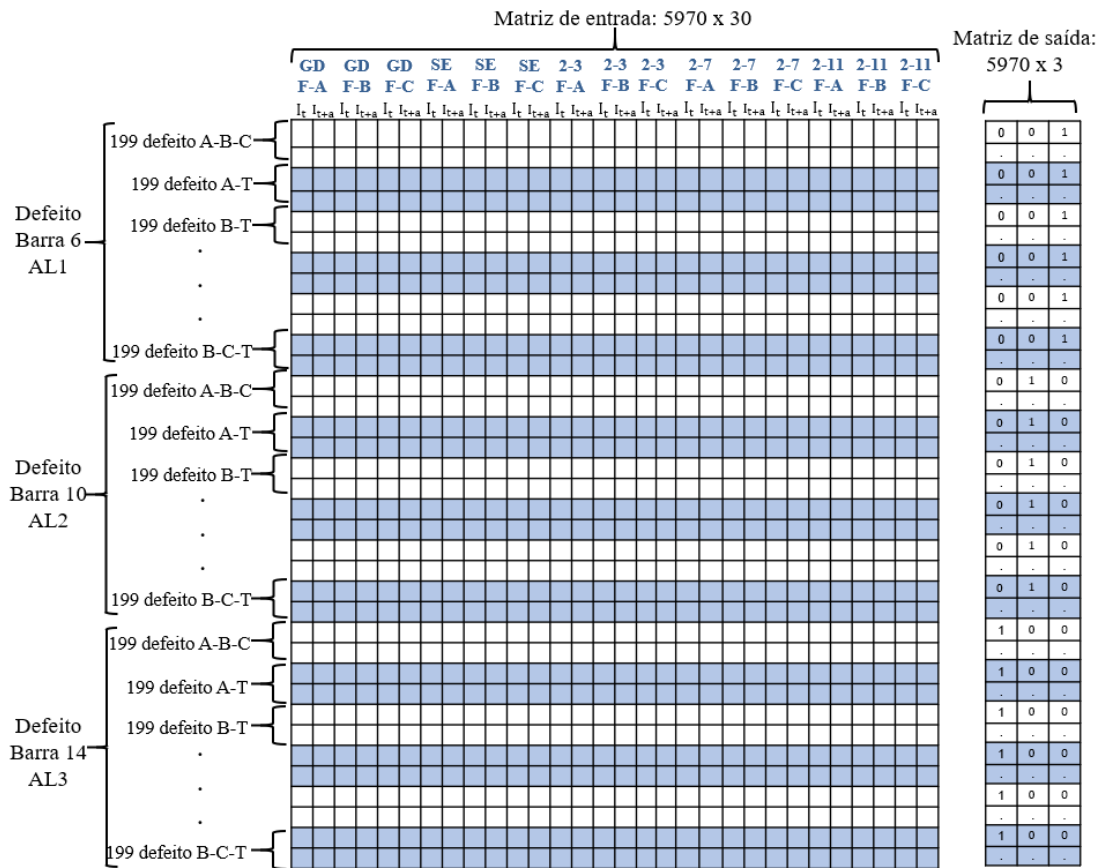 Matriz de entrada: 5970 x 30
Matriz de saída:
5970 x 3
GD GD GD SE SE SE 2-3 2-3 2-3 2-7 2-7 2-7 2-11 2-11 2-11
F-A F-B F-C F-A F-B F-C F-A F-B F-C F-A F-B F-C F-A F-B F-C
It It+a It It+a It It+a It It+a It It+a It It+a It It+a It It+a It It+a It It+a It It+a It It+a It It+a It It+a It It+a
Defeito
Barra 6
AL1
199 defeito A-B-C
0 0 1
. . .
199 defeito A-T
0 0 1
. . .
199 defeito B-T
0 0 1
. . .
.
0 0 1
. . .
.
0 0 1
. . .
.
199 defeito B-C-T
0 0 1
. . .
Defeito
Barra 10
AL2
199 defeito A-B-C
0 1 0
. . .
199 defeito A-T
0 1 0
. . .
199 defeito B-T
0 1 0
. . .
.
0 1 0
. . .
.
0 1 0
. . .
.
199 defeito B-C-T
0 1 0
. . .
Defeito
Barra 14
AL3
199 defeito A-B-C
1 0 0
. . .
199 defeito A-T
1 0 0
. . .
199 defeito B-T
1 0 0
. . .
.
1 0 0
. . .
.
1 0 0
. . .
.
199 defeito B-C-T
1 0 0
. . .